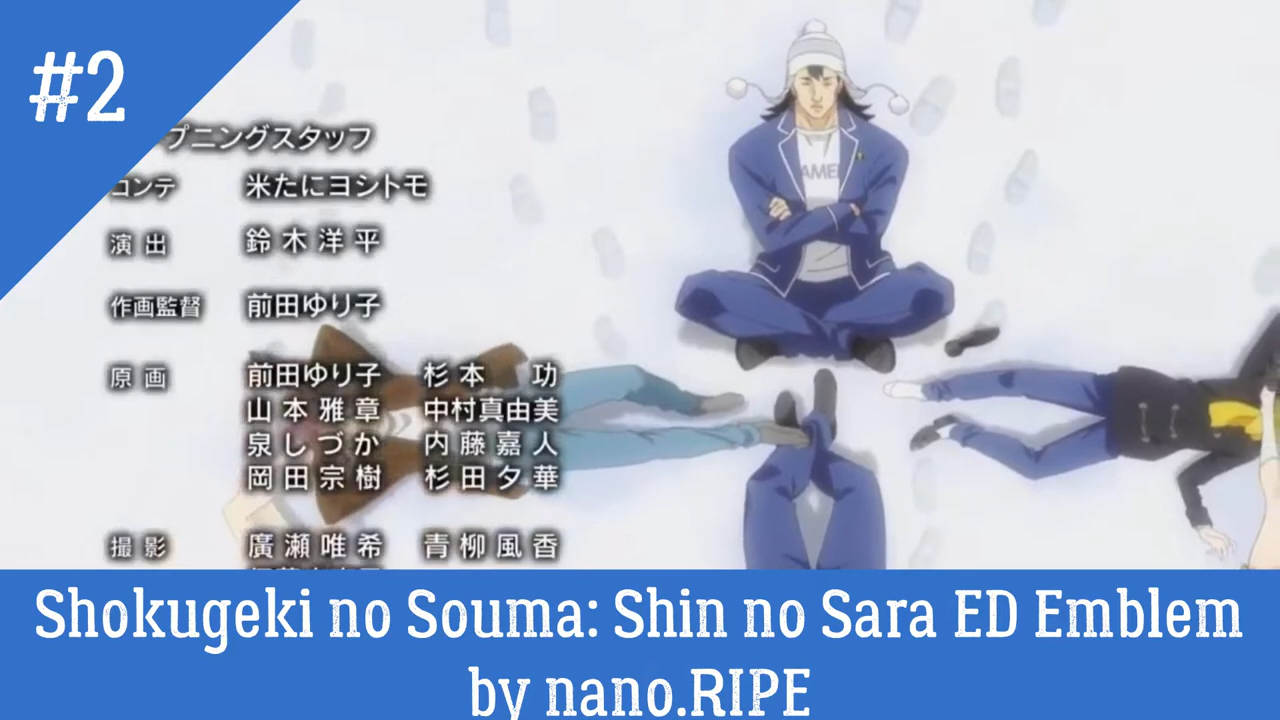 #2
プニングスタッフ
コンテ 米たにヨシトモ
演出 鈴木洋平
作画監督 前田ゆり子
原画 前田ゆり子 杉本 功
山本雅章 中村真由美
泉しづか 内藤嘉人
岡田宗樹 杉田夕華
撮影 廣瀬唯希 青柳風香
AMEI
Shokugeki no Souma: Shin no Sara ED Emblem
by nano.RIPE